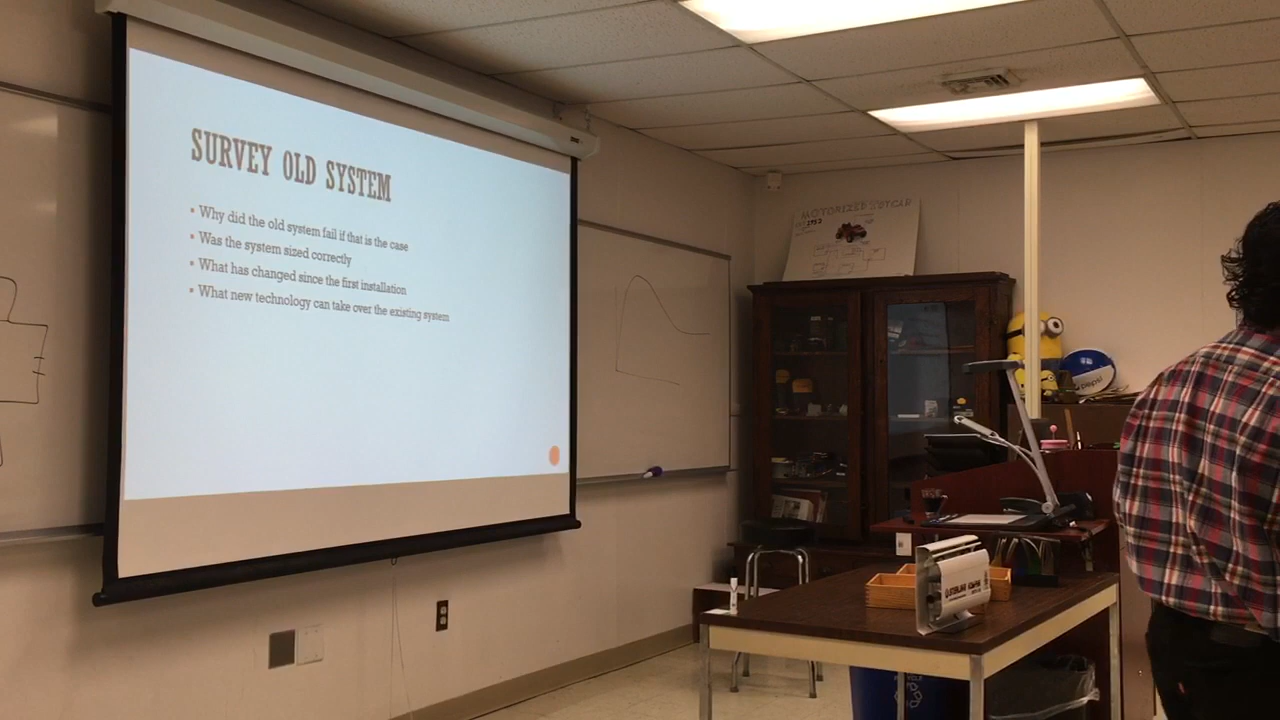 SURVEY OLD SYSTEM
• Why did the old system fail if that is the case
• Was the system sized correctly
• What has changed since the first installation
• What new technology can take over the existing system
MOTORIZED
pepsi